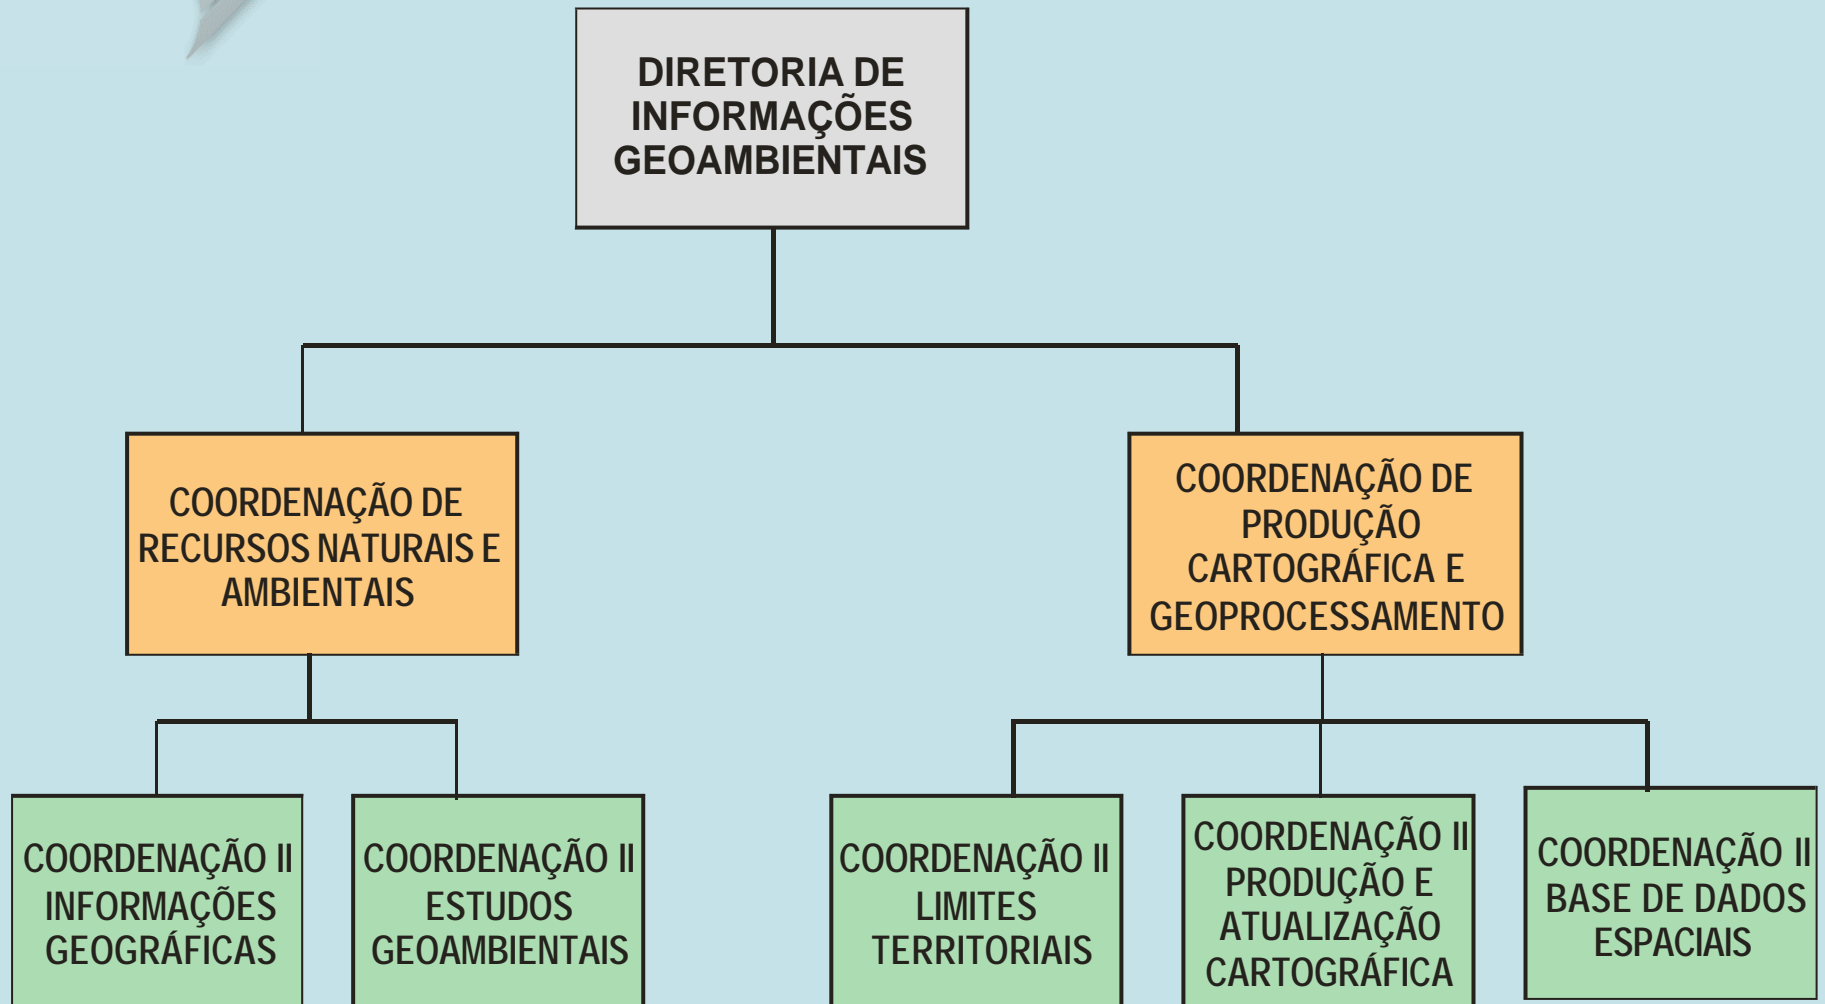 DIRETORIA DE
INFORMAÇÕES
GEOAMBIENTAIS
COORDENAÇÃO DE
RECURSOS NATURAIS E
AMBIENTAIS
COORDENAÇÃO DE
PRODUÇÃO
CARTOGRÁFICA E
GEOPROCESSAMENTO
COORDENAÇÃO II
INFORMAÇÕES
GEOGRÁFICAS
COORDENAÇÃO II
ESTUDOS
GEOAMBIENTAIS
COORDENAÇÃO II
LIMITES
TERRITORIAIS
COORDENAÇÃO II
PRODUÇÃO E
ATUALIZAÇÃO
CARTOGRÁFICA
COORDENAÇÃO II
BASE DE DADOS
ESPACIAIS